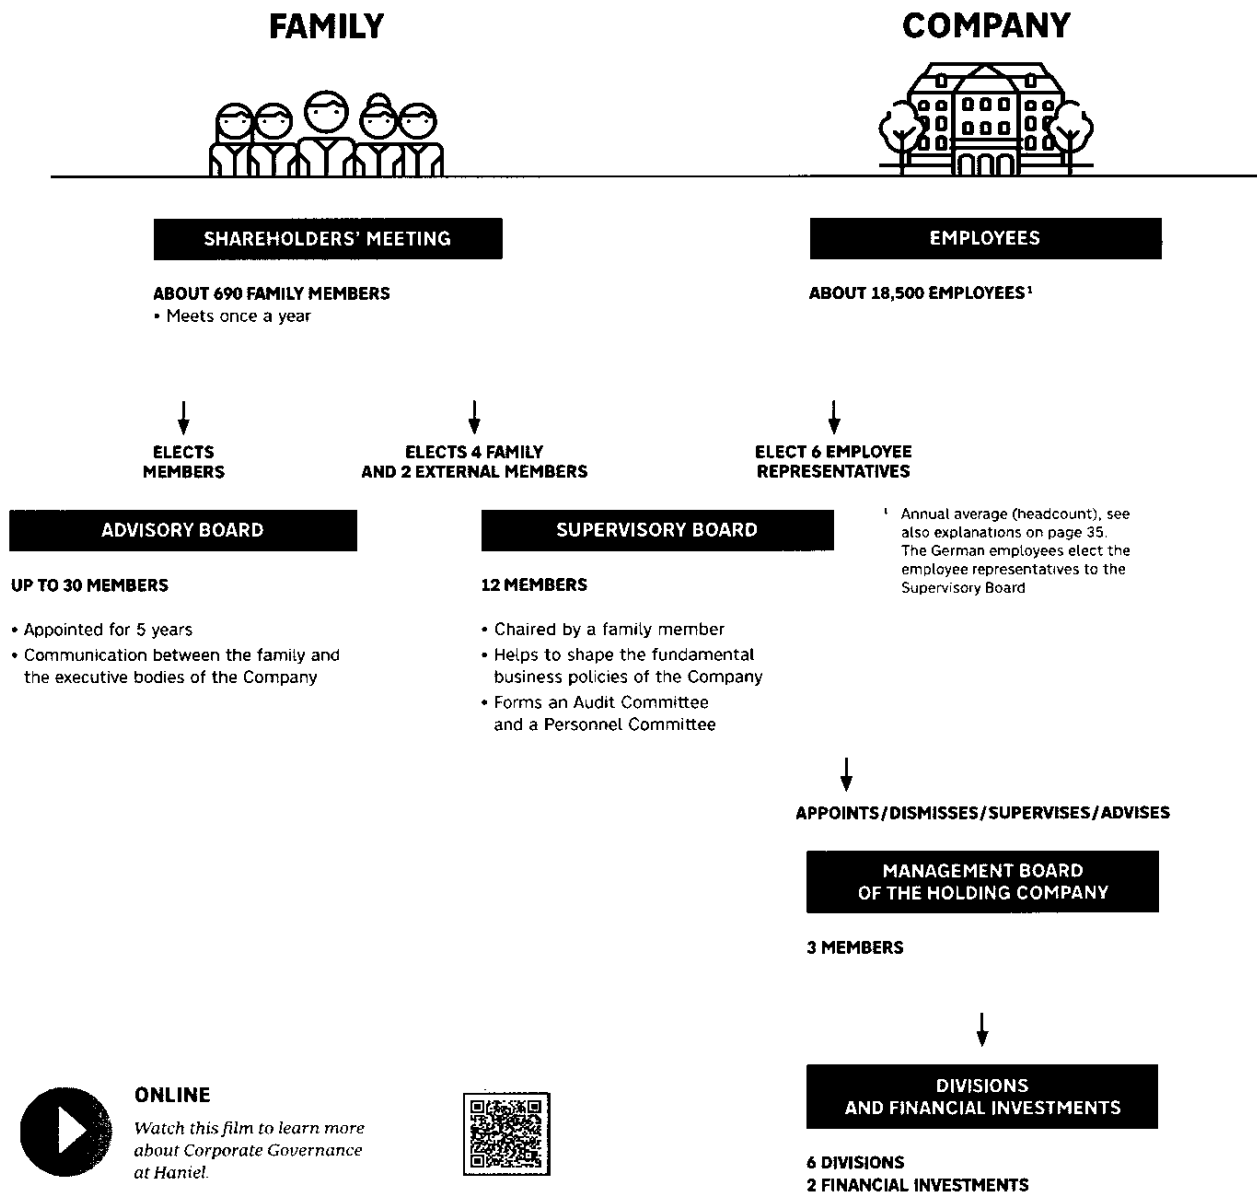 FAMILY
COMPANY
SHAREHOLDERS' MEETING
EMPLOYEES
ABOUT 690 FAMILY MEMBERS
• Meets once a year
ABOUT 18,500 EMPLOYEES¹
ELECTS
MEMBERS
ELECTS 4 FAMILY
AND 2 EXTERNAL MEMBERS
ELECT 6 EMPLOYEE
REPRESENTATIVES
ADVISORY BOARD
SUPERVISORY BOARD
¹ Annual average (headcount), see
also explanations on page 35.
The German employees elect the
employee representatives to the
Supervisory Board
UP TO 30 MEMBERS
• Appointed for 5 years
• Communication between the family and
the executive bodies of the Company
12 MEMBERS
• Chaired by a family member
• Helps to shape the fundamental
business policies of the Company
• Forms an Audit Committee
and a Personnel Committee
APPOINTS/DISMISSES/SUPERVISES/ADVISES
MANAGEMENT BOARD
OF THE HOLDING COMPANY
3 MEMBERS
DIVISIONS
AND FINANCIAL INVESTMENTS
6 DIVISIONS
2 FINANCIAL INVESTMENTS
ONLINE
Watch this film to learn more
about Corporate Governance
at Haniel.